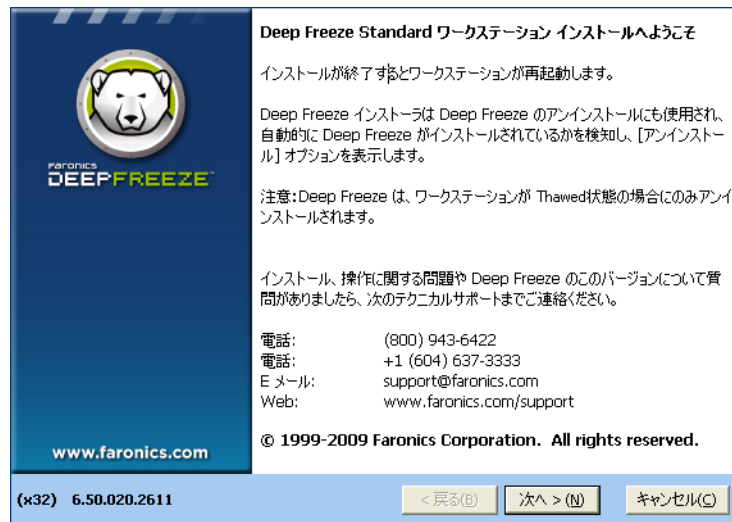 Deep Freeze Standard ワークステーション インストールへようこそ
インストールが終了するとワークステーションが再起動します。
Deep Freeze インストーラは Deep Freeze のアンインストールにも使用され、
自動的に Deep Freeze がインストールされているかを検知し、[アンインストー
ル] オプションを表示します。
注意:Deep Freeze は、ワークステーションが Thawed状態の場合にのみアンイ
ンストールされます。
インストール、操作に関する問題や Deep Freeze のこのバージョンについて質
問がありましたら、次のテクニカルサポートまでご連絡ください。
電話: (800) 943-6422
電話: +1 (604) 637-3333
E メール: support@faronics.com
Web: www.faronics.com/support
© 1999-2009 Faronics Corporation. All rights reserved.
FARONICS
DEEPFREEZE
www.faronics.com
(x32) 6.50.020.2611
< 戻る(B)
次へ > (N)
キャンセル(C)